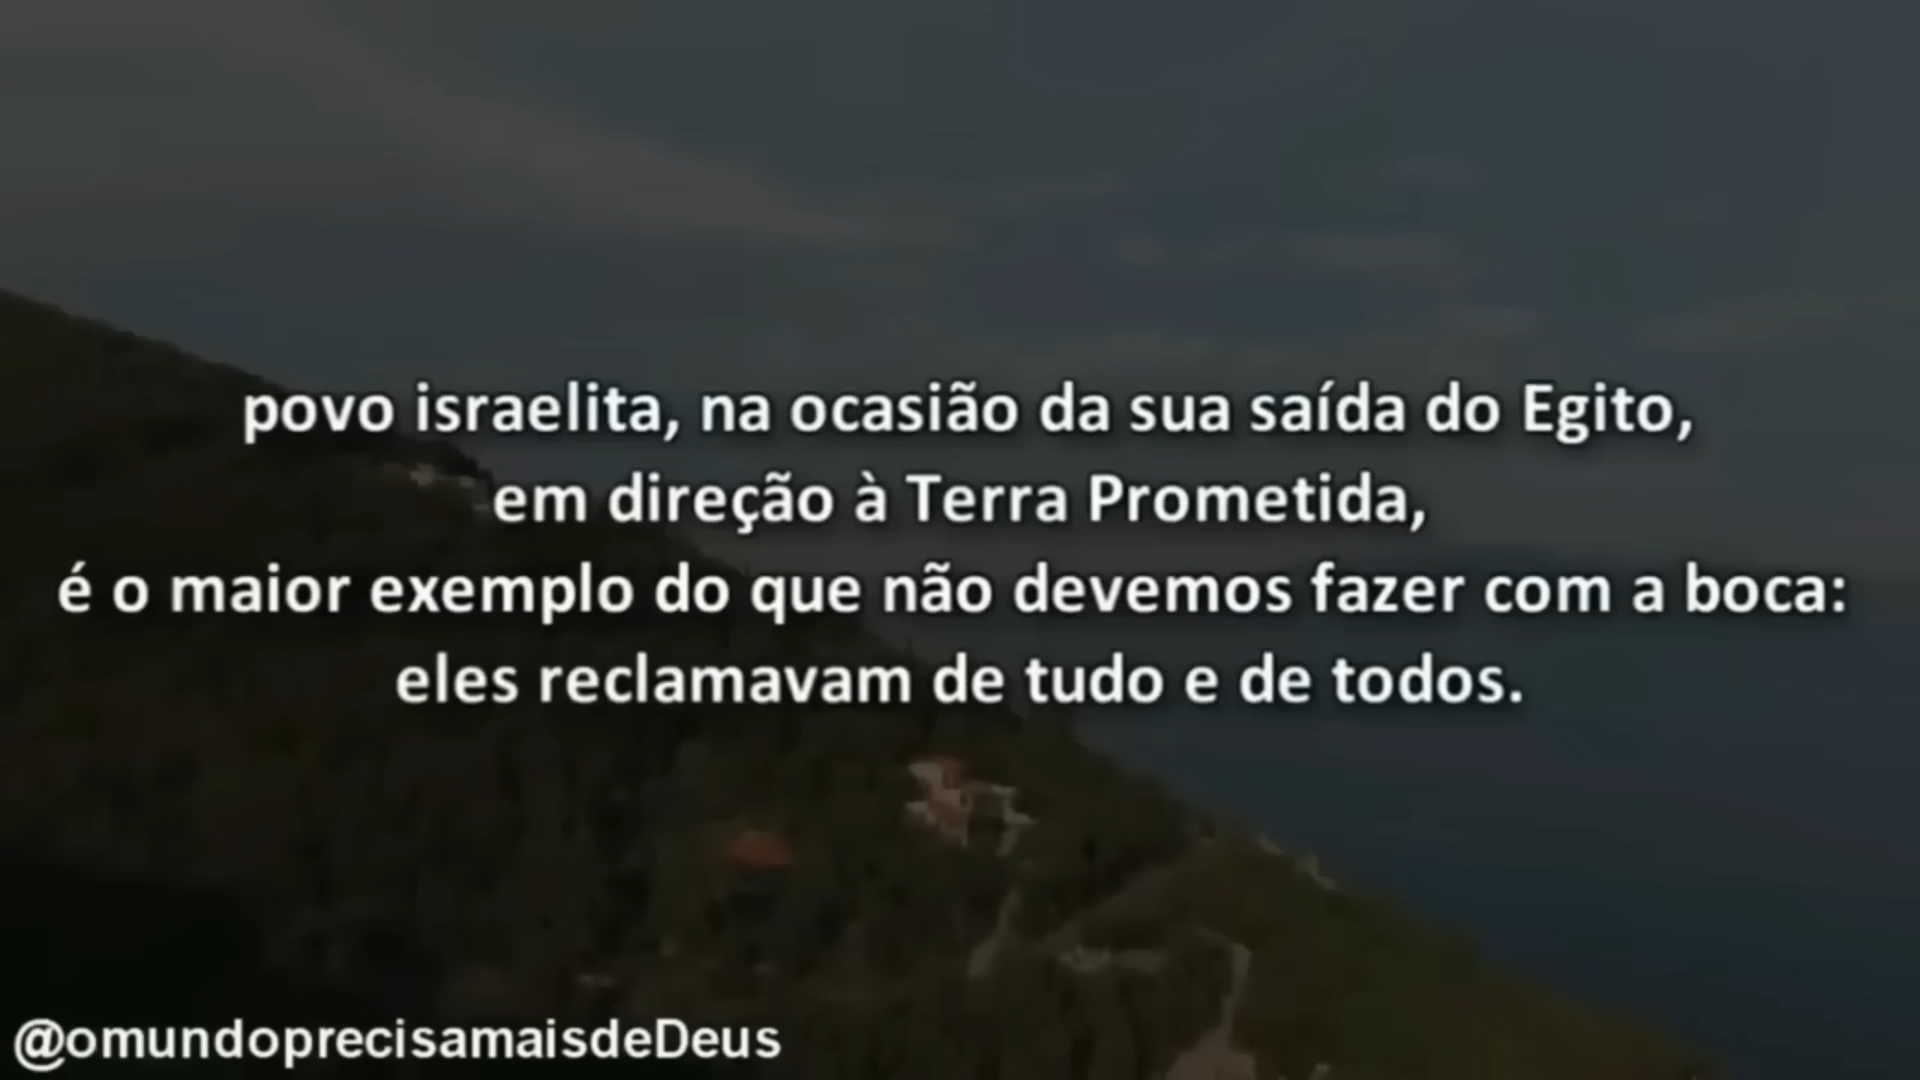 povo israelita, na ocasião da sua saída do Egito,
em direção à Terra Prometida,
é o maior exemplo do que não devemos fazer com a boca:
eles reclamavam de tudo e de todos.
@omundoprecisamaisdeDeus